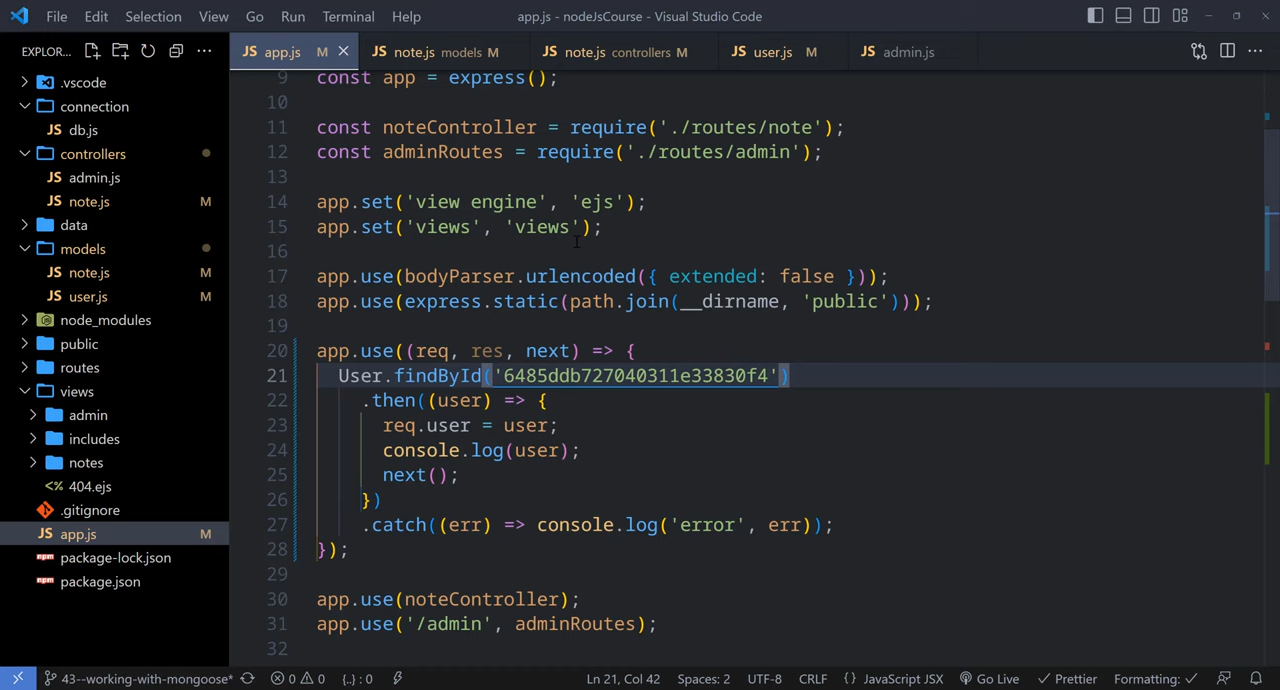 File Edit Selection View Go Run Terminal Help app.js - nodeJsCourse - Visual Studio Code
EXPLOR... ... JS app.js M JS note.js models M JS note.js controllers M JS user.js M JS admin.js ...
.vscode
connection
JS db.js
controllers
JS admin.js
JS note.js M
data
models
JS note.js M
JS user.js M
node_modules
public
routes
views
admin
includes
notes
<% 404.ejs
.gitignore
JS app.js M
npm package-lock.json
npm package.json
9 const app = express();
10
11 const noteController = require('./routes/note');
12 const adminRoutes = require('./routes/admin');
13
14 app.set('view engine', 'ejs');
15 app.set('views', 'views');
16
17 app.use(bodyParser.urlencoded({ extended: false }));
18 app.use(express.static(path.join(__dirname, 'public')));
19
20 app.use((req, res, next) => {
21 User.findById('6485ddb727040311e33830f4')
22 .then((user) => {
23 req.user = user;
24 console.log(user);
25 next();
26 })
27 .catch((err) => console.log('error', err));
28 });
29
30 app.use(noteController);
31 app.use('/admin', adminRoutes);
32
43--working-with-mongoose* 0 0 {..} : 0 Ln 21, Col 42 Spaces: 2 UTF-8 CRLF {} JavaScript JSX Go Live Prettier Formatting: ✓